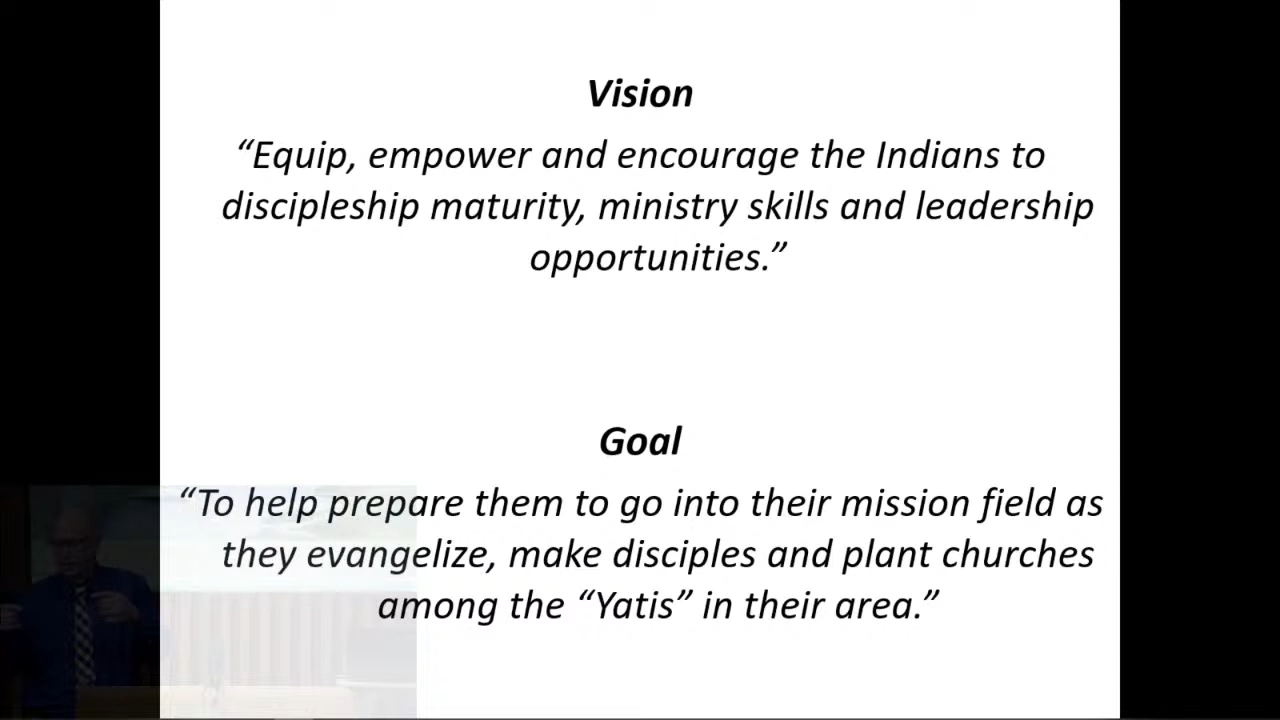 Vision
“Equip, empower and encourage the Indians to
discipleship maturity, ministry skills and leadership
opportunities.”
Goal
“To help prepare them to go into their mission field as
they evangelize, make disciples and plant churches
among the “Yatis” in their area.”